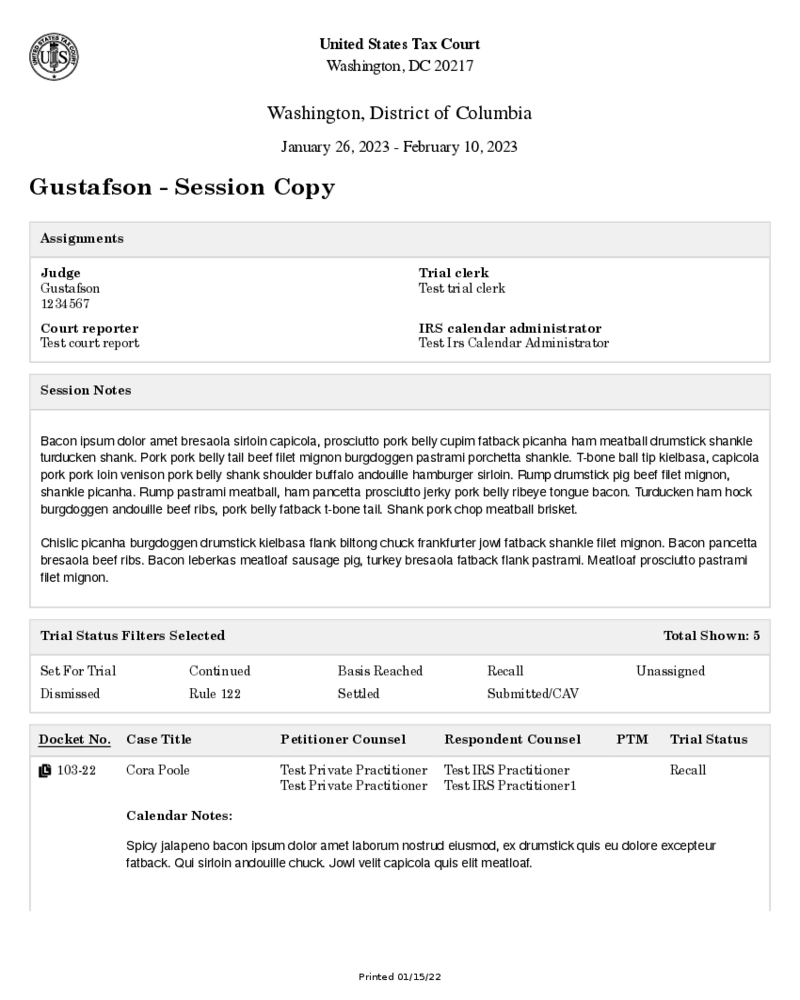 United States Tax Court
Washington, DC 20217
Washington, District of Columbia
January 26, 2023 - February 10, 2023
Gustafson - Session Copy
Assignments
Judge
Gustafson
1234567
Trial clerk
Test trial clerk
Court reporter
Test court report
IRS calendar administrator
Test Irs Calendar Administrator
Session Notes
Bacon ipsum dolor amet bresaola sirloin capicola, prosciutto pork belly cupim fatback picanha ham meatball drumstick shankle
turducken shank. Pork pork belly tail beef filet mignon burgdoggen pastrami porchetta shankle. T-bone ball tip kielbasa, capicola
pork pork loin venison pork belly shank shoulder buffalo andouille hamburger sirloin. Rump drumstick pig beef filet mignon,
shankle picanha. Rump pastrami meatball, ham pancetta prosciutto jerky pork belly ribeye tongue bacon. Turducken ham hock
burgdoggen andouille beef ribs, pork belly fatback t-bone tail. Shank pork chop meatball brisket.
Chislic picanha burgdoggen drumstick kielbasa flank biltong chuck frankfurter jowl fatback shankle filet mignon. Bacon pancetta
bresaola beef ribs. Bacon leberkas meatloaf sausage pig, turkey bresaola fatback flank pastrami. Meatloaf prosciutto pastrami
filet mignon.
Trial Status Filters Selected Total Shown: 5
Set For Trial Continued Basis Reached Recall Unassigned
Dismissed Rule 122 Settled Submitted/CAV
Docket No. Case Title Petitioner Counsel Respondent Counsel PTM Trial Status
L 103-22 Cora Poole Test Private Practitioner Test IRS Practitioner Recall
Test Private Practitioner Test IRS Practitioner1
Calendar Notes:
Spicy jalapeno bacon ipsum dolor amet laborum nostrud eiusmod, ex drumstick quis eu dolore excepteur
fatback. Qui sirloin andouille chuck. Jowl velit capicola quis elit meatloaf.
Printed 01/15/22